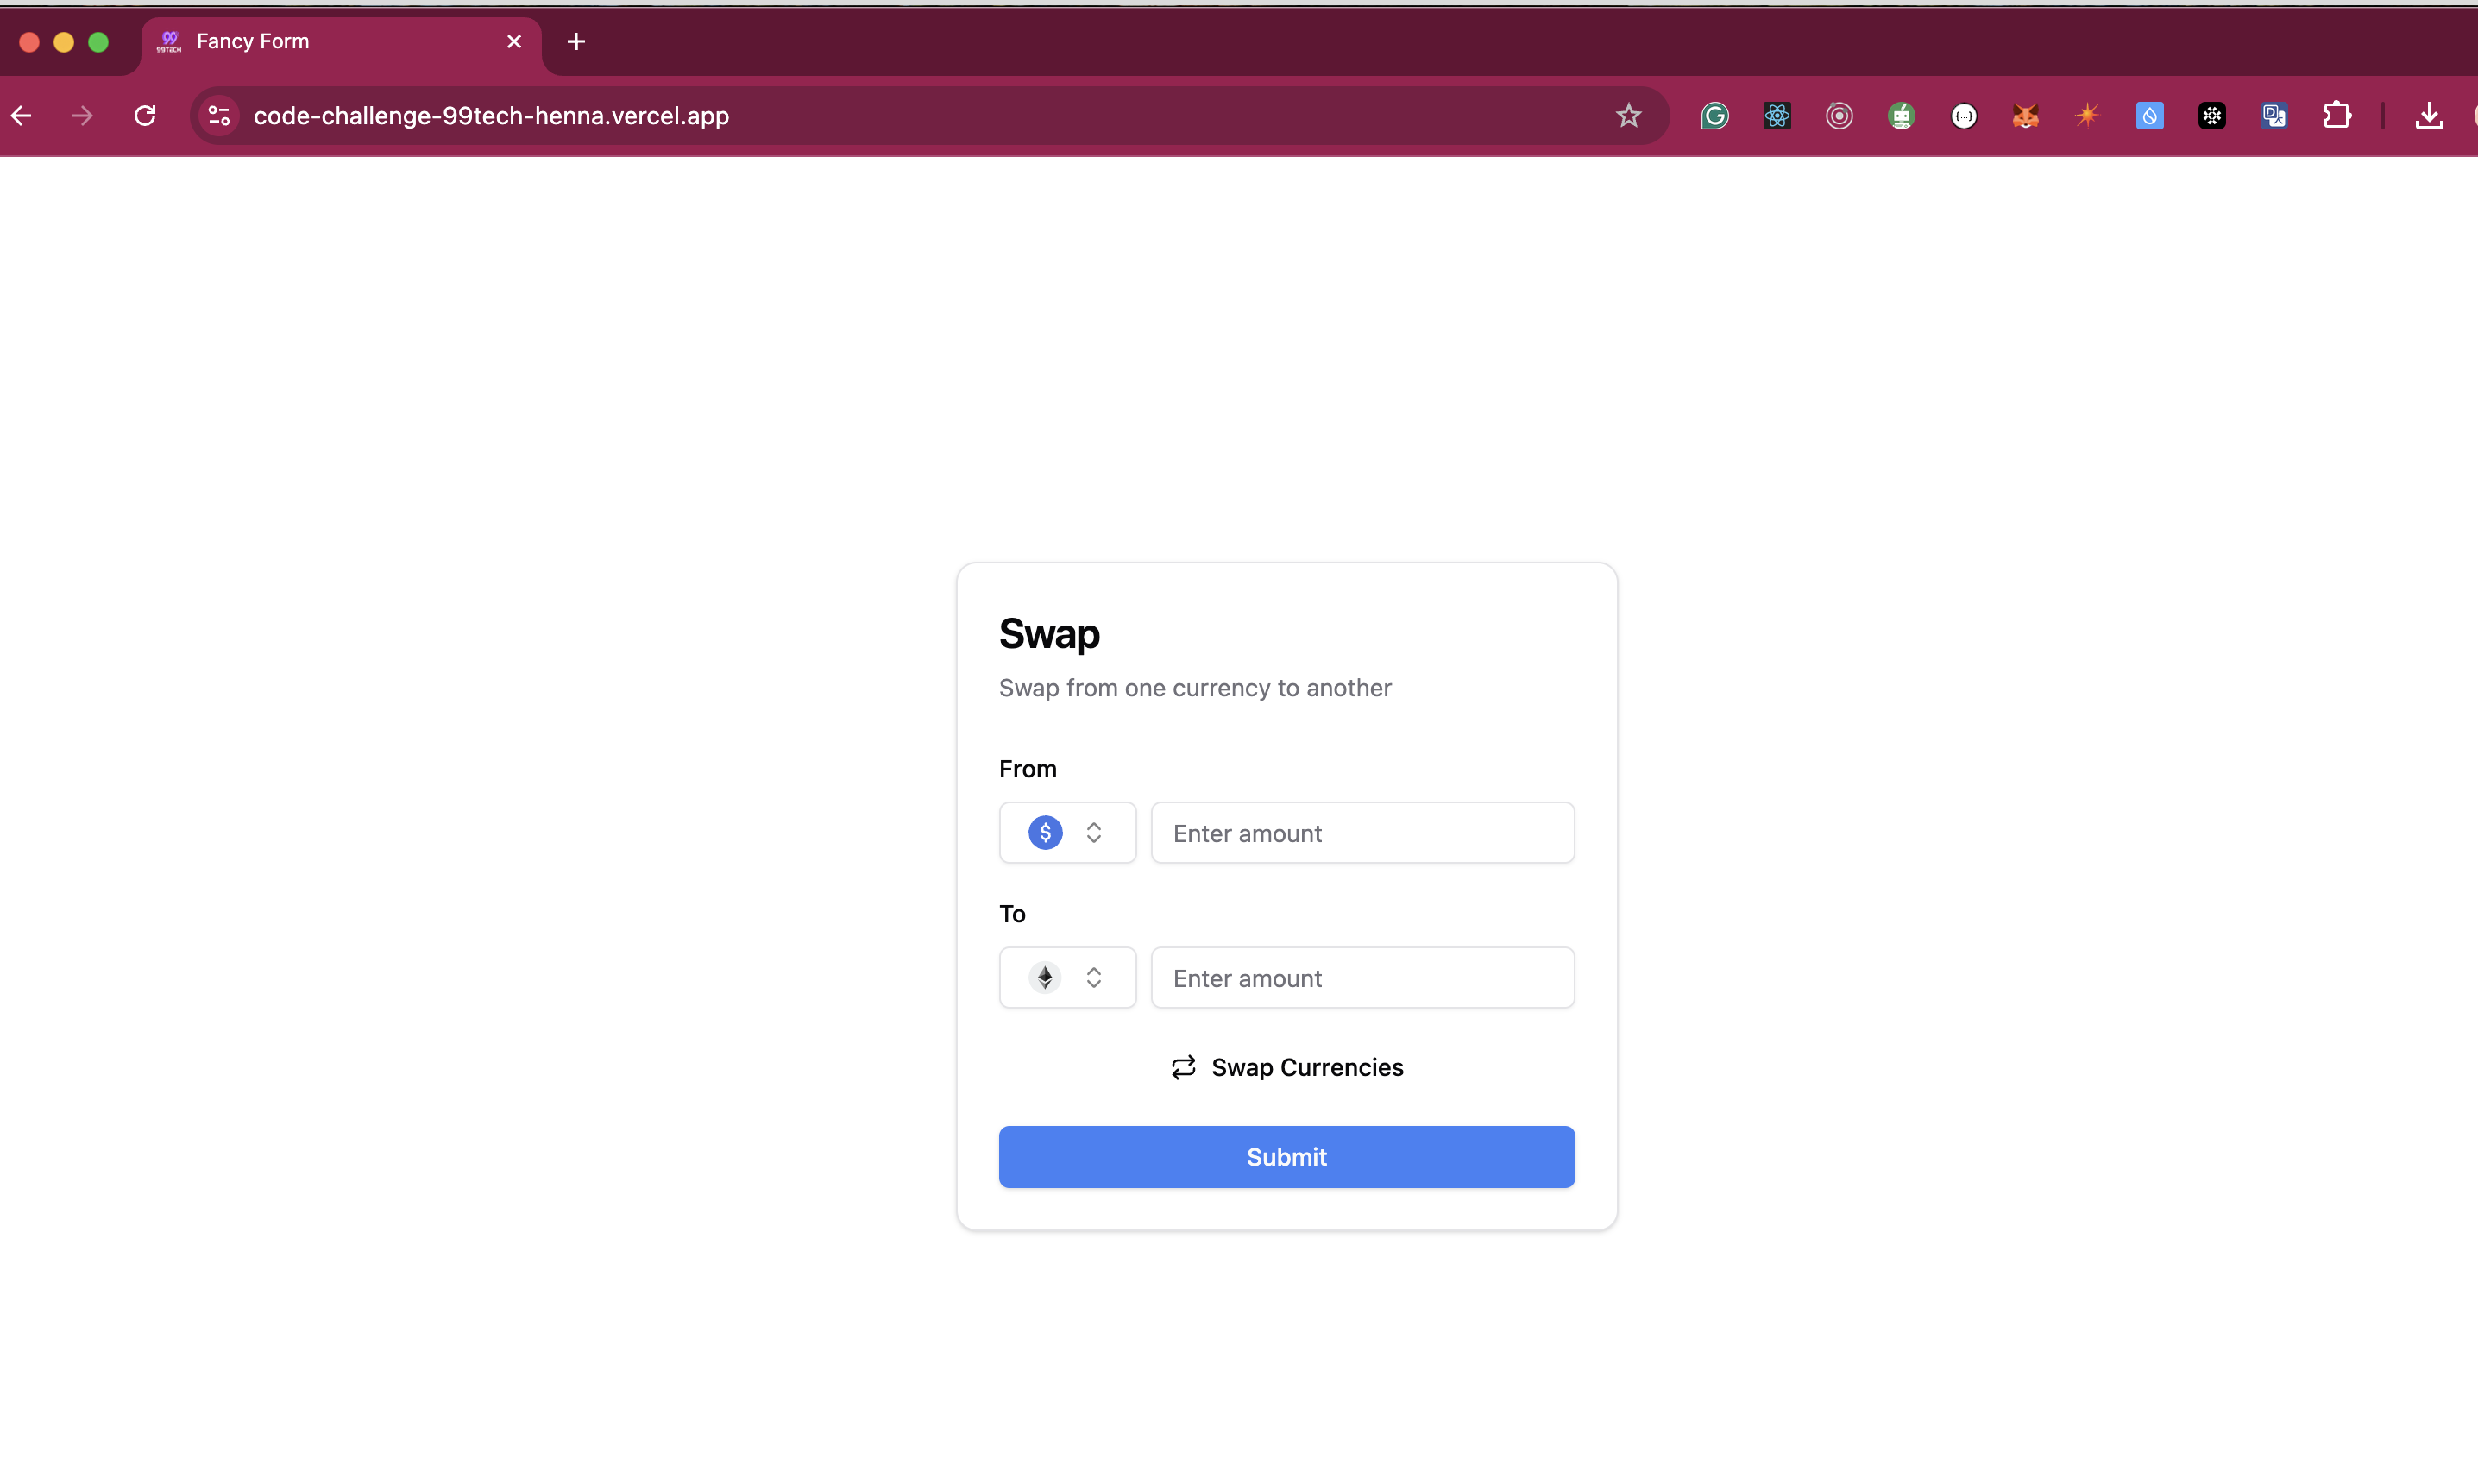 99TECH
Fancy Form
code-challenge-99tech-henna.vercel.app
Swap
Swap from one currency to another
From
$
Enter amount
To
Enter amount
Swap Currencies
Submit